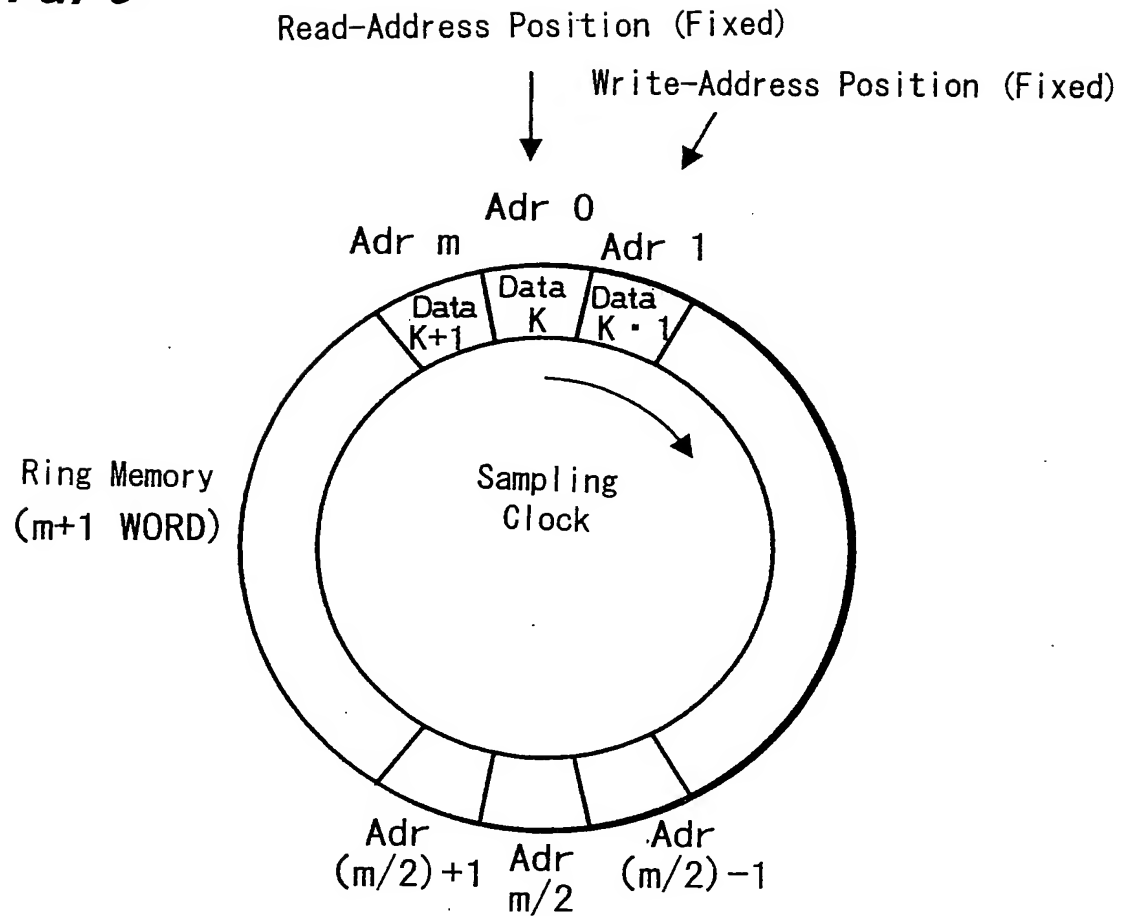 Read-Address Position (Fixed)
Write-Address Position (Fixed)
Adr 0
Adr m
Adr 1
Data
K+1
Data
K
Data
K・1
Ring Memory
(m+1 WORD)
Sampling
Clock
Adr
(m/2)+1
Adr
m/2
Adr
(m/2)-1